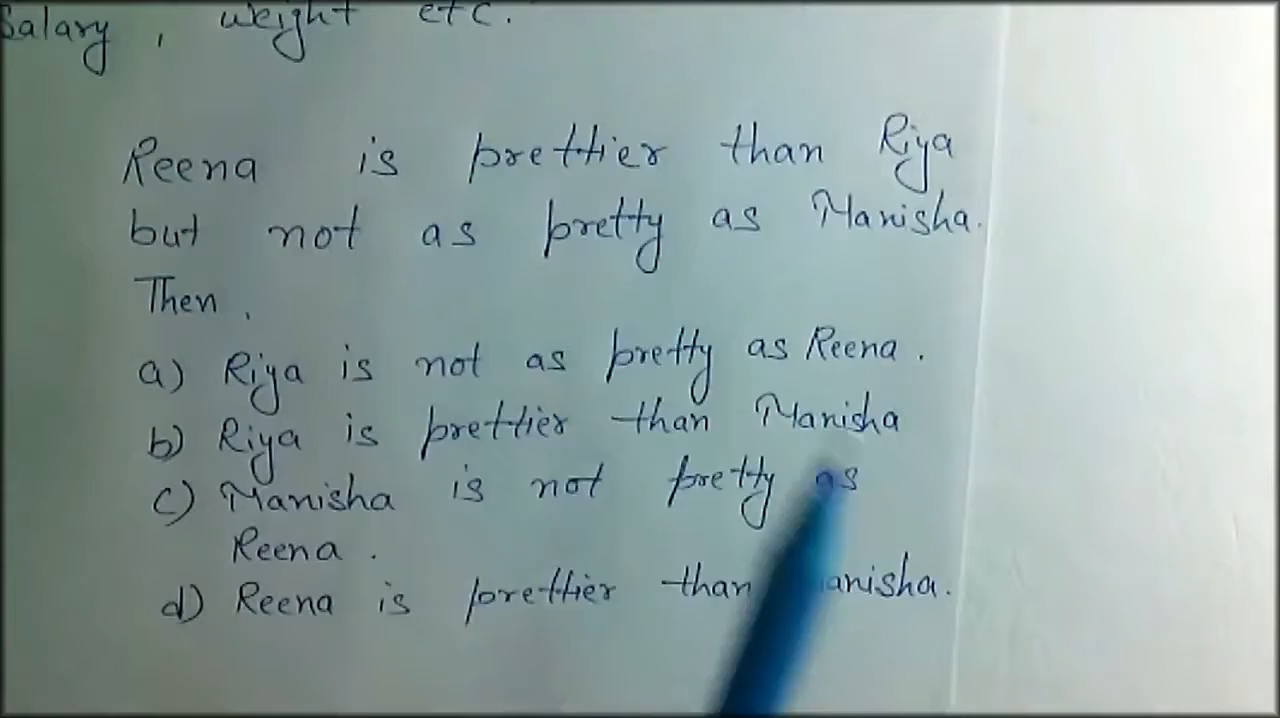 Salary, weight etc.
Reena is prettier than Riya
but not as pretty as Manisha.
Then,
a) Riya is not as pretty as Reena.
b) Riya is prettier than Manisha
c) Manisha is not pretty as
Reena.
d) Reena is prettier than anisha.